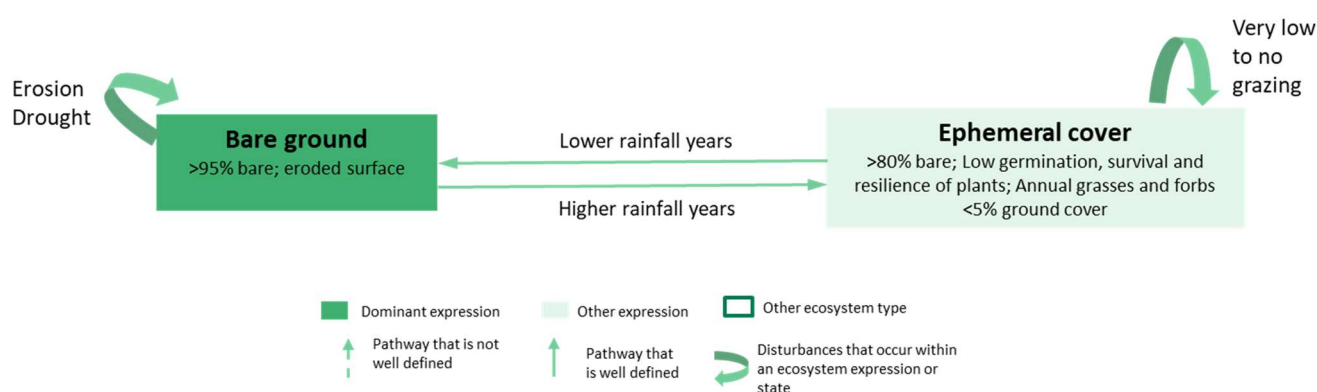 Very low
to no
grazing
Erosion
Drought
Bare ground
>95% bare; eroded surface
Lower rainfall years
Higher rainfall years
Ephemeral cover
>80% bare; Low germination, survival and
resilience of plants; Annual grasses and forbs
<5% ground cover
Dominant expression
Other expression
Other ecosystem type
Pathway that is not
well defined
Pathway that
is well defined
Disturbances that occur within
an ecosystem expression or
state